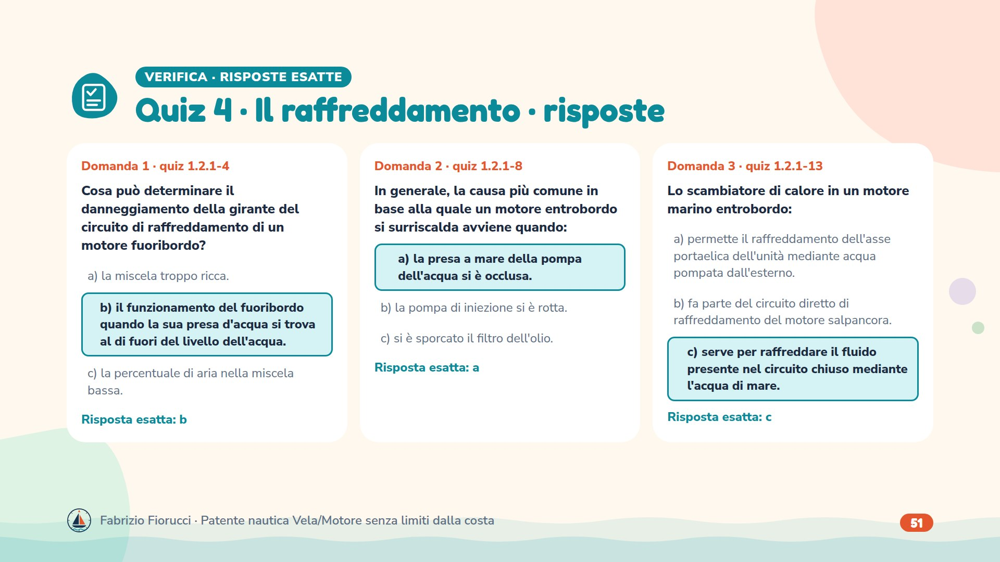 VERIFICA · RISPOSTE ESATTE
Quiz 4 · Il raffreddamento · risposte
Domanda 1 · quiz 1.2.1-4
Cosa può determinare il
danneggiamento della girante del
circuito di raffreddamento di un
motore fuoribordo?
a) la miscela troppo ricca.
b) il funzionamento del fuoribordo
quando la sua presa d'acqua si trova
al di fuori del livello dell'acqua.
c) la percentuale di aria nella miscela
bassa.
Risposta esatta: b
Domanda 2 · quiz 1.2.1-8
In generale, la causa più comune in
base alla quale un motore entrobordo
si surriscalda avviene quando:
a) la presa a mare della pompa
dell'acqua si è occlusa.
b) la pompa di iniezione si è rotta.
c) si è sporcato il filtro dell'olio.
Risposta esatta: a
Domanda 3 · quiz 1.2.1-13
Lo scambiatore di calore in un motore
marino entrobordo:
a) permette il raffreddamento dell'asse
portaelica dell'unità mediante acqua
pompata dall'esterno.
b) fa parte del circuito diretto di
raffreddamento del motore salpancora.
c) serve per raffreddare il fluido
presente nel circuito chiuso mediante
l'acqua di mare.
Risposta esatta: c
Fabrizio Fiorucci · Patente nautica Vela/Motore senza limiti dalla costa
51